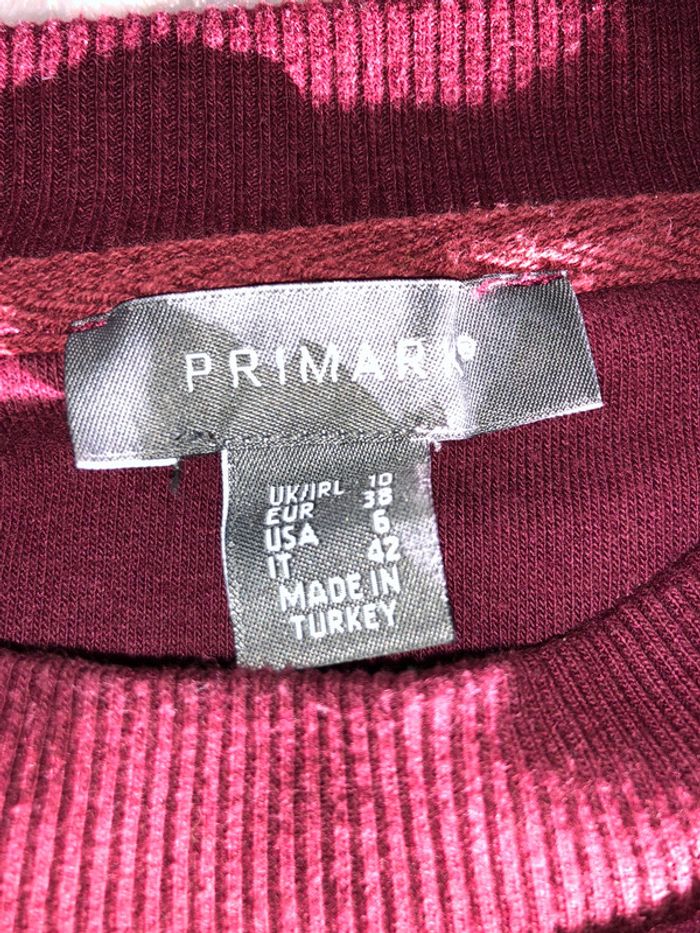 PRIMARK®
UK/IRL 10
EUR 38
USA 6
IT 42
MADE IN
TURKEY